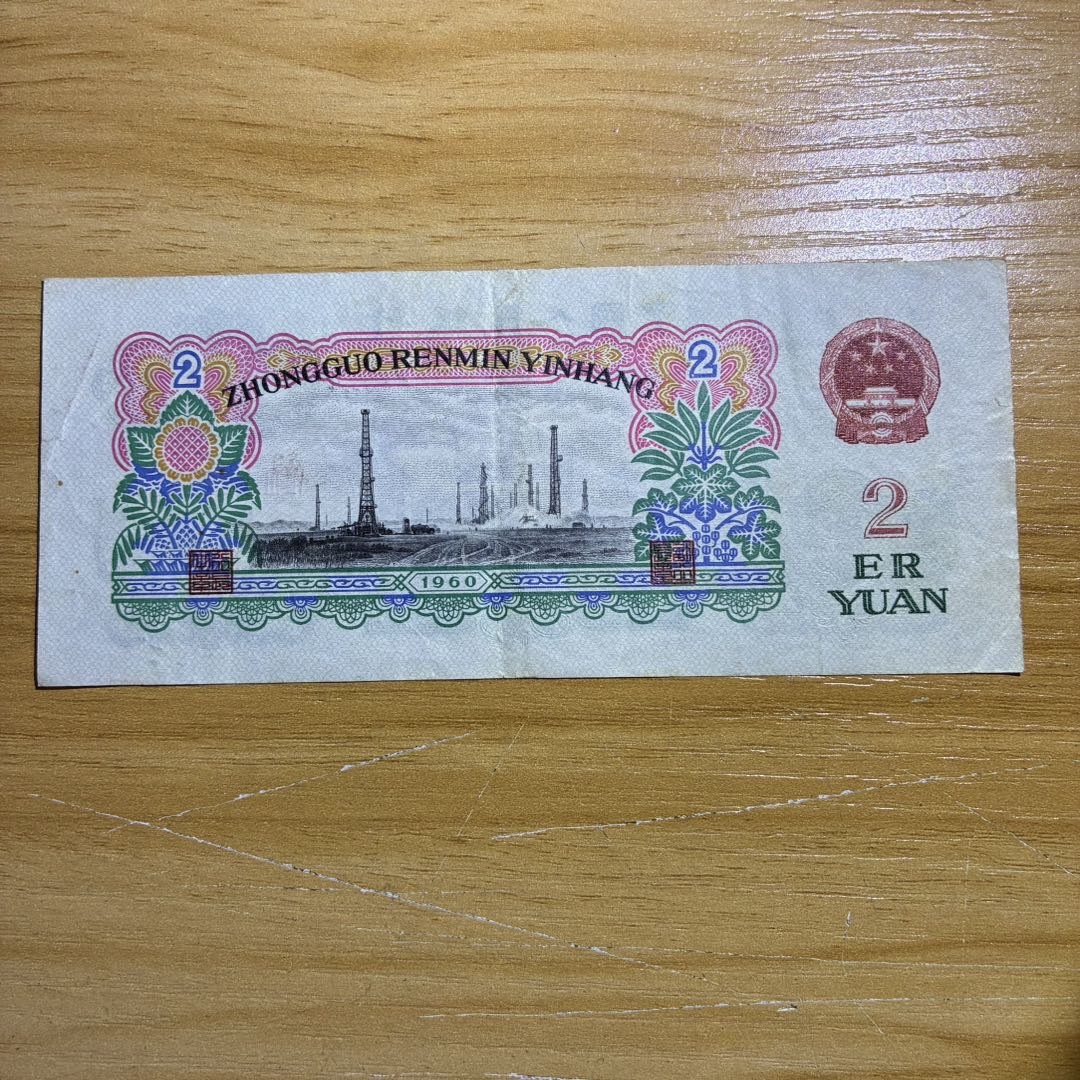 2
2
ZHONGGUO RENMIN YINHANG
1960
2
ER
YUAN